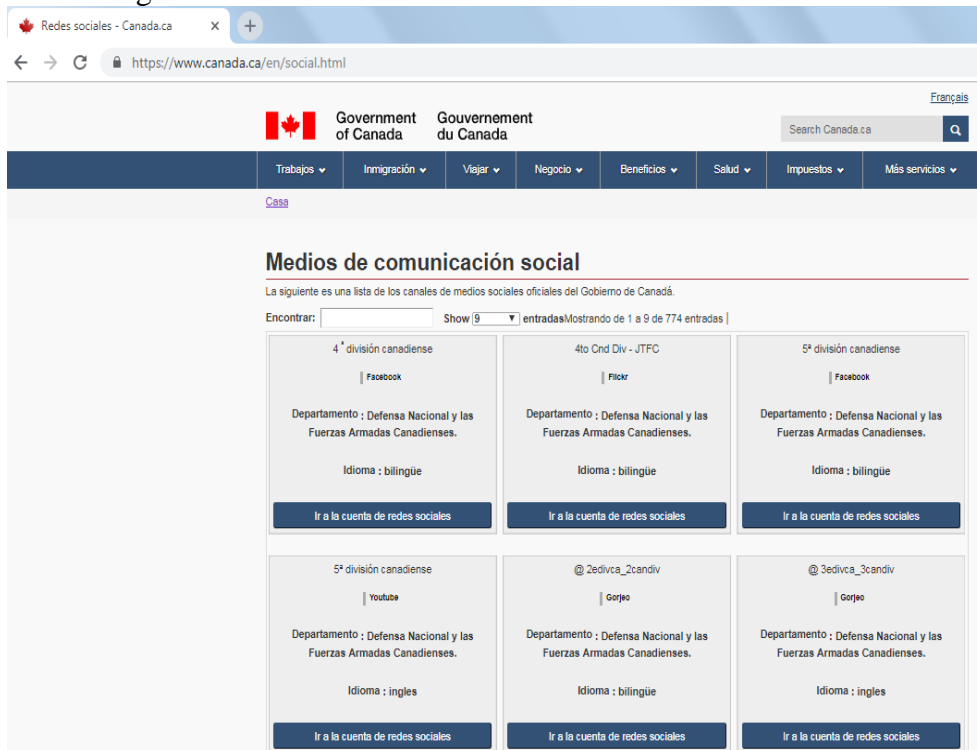 Redes sociales - Canada.ca
https://www.canada.ca/en/social.html
Français
Government of Canada
Gouvernement du Canada
Search Canada.ca
Trabajos Inmigración Viajar Negocio Beneficios Salud Impuestos Más servicios
Casa
Medios de comunicación social
La siguiente es una lista de los canales de medios sociales oficiales del Gobierno de Canadá.
Encontrar: Show 9 entradasMostrando de 1 a 9 de 774 entradas |
4 ª división canadiense
Facebook
Departamento : Defensa Nacional y las
Fuerzas Armadas Canadienses.
Idioma : bilingüe
Ir a la cuenta de redes sociales
4to Cnd Div - JTFC
Flickr
Departamento : Defensa Nacional y las
Fuerzas Armadas Canadienses.
Idioma : bilingüe
Ir a la cuenta de redes sociales
5ª división canadiense
Facebook
Departamento : Defensa Nacional y las
Fuerzas Armadas Canadienses.
Idioma : bilingüe
Ir a la cuenta de redes sociales
5ª división canadiense
Youtube
Departamento : Defensa Nacional y las
Fuerzas Armadas Canadienses.
Idioma : ingles
Ir a la cuenta de redes sociales
@ 2edivca_2candiv
Gorjeo
Departamento : Defensa Nacional y las
Fuerzas Armadas Canadienses.
Idioma : bilingüe
Ir a la cuenta de redes sociales
@ 3edivca_3candiv
Gorjeo
Departamento : Defensa Nacional y las
Fuerzas Armadas Canadienses.
Idioma : ingles
Ir a la cuenta de redes sociales